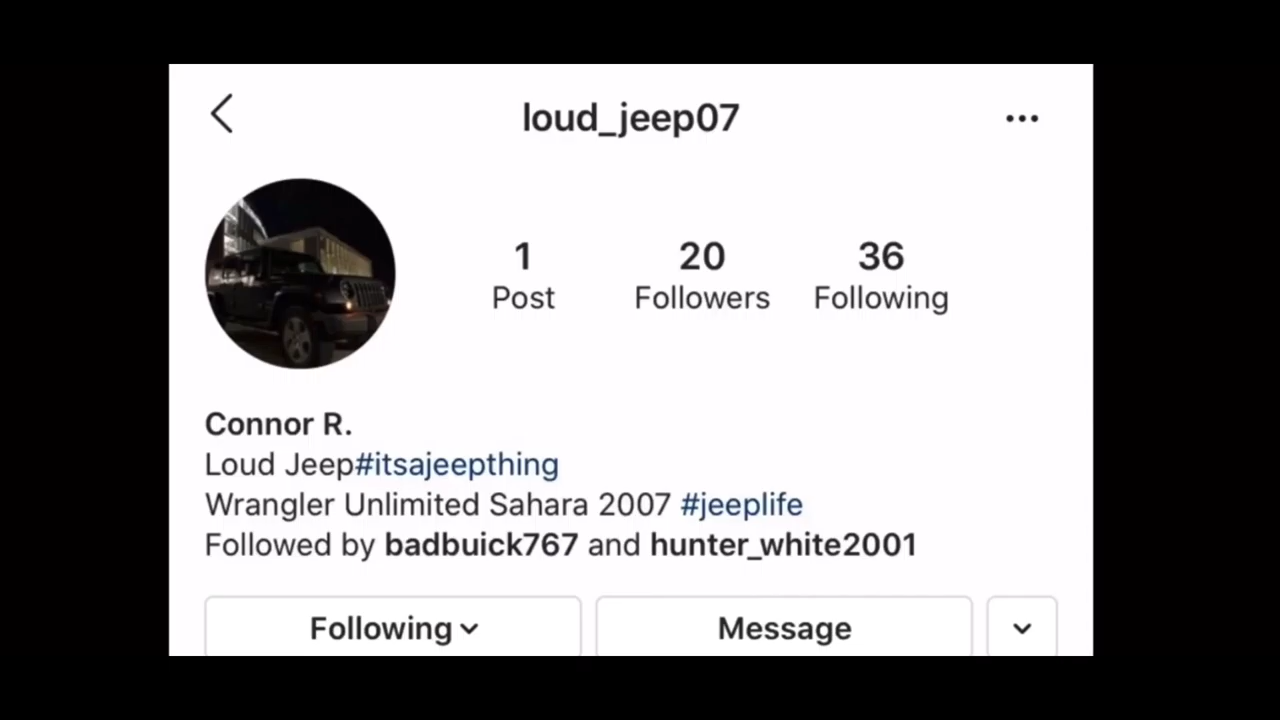 loud_jeep07
1 20 36
Post Followers Following
Connor R.
Loud Jeep#itsajeepthing
Wrangler Unlimited Sahara 2007 #jeeplife
Followed by badbuick767 and hunter_white2001
Following Message